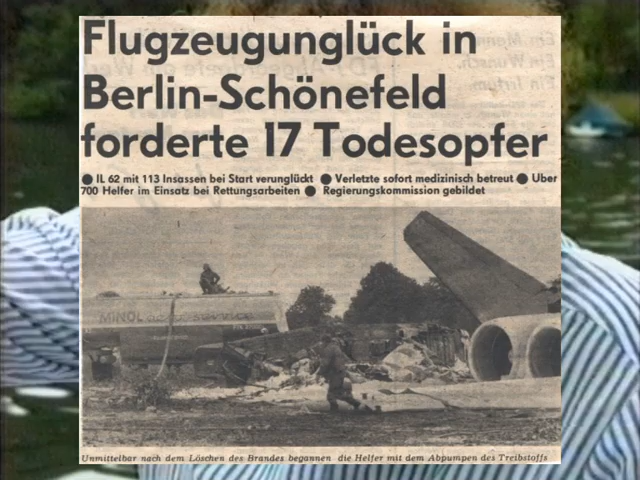 Flugzeugunglück in
Berlin-Schönefeld
forderte 17 Todesopfer
● IL 62 mit 113 Insassen bei Start verunglückt ● Verletzte sofort medizinisch betreut ● Uber
700 Helfer im Einsatz bei Rettungsarbeiten ● Regierungskommission gebildet
MINOL
Unmittelbar nach dem Löschen des Brandes begannen die Helfer mit dem Abpumpen des Treibstoffs